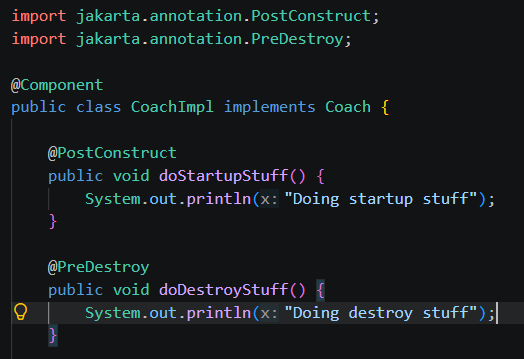 import jakarta.annotation.PostConstruct;
import jakarta.annotation.PreDestroy;
@Component
public class CoachImpl implements Coach {
@PostConstruct
public void doStartupStuff() {
System.out.println(x: "Doing startup stuff");
}
@PreDestroy
public void doDestroyStuff() {
System.out.println(x: "Doing destroy stuff");
}